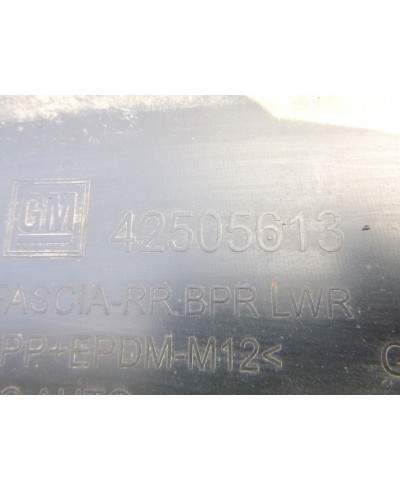 GM 42505613
FASCIA-RR BPR LWR
PP+EPDM-M12<
G